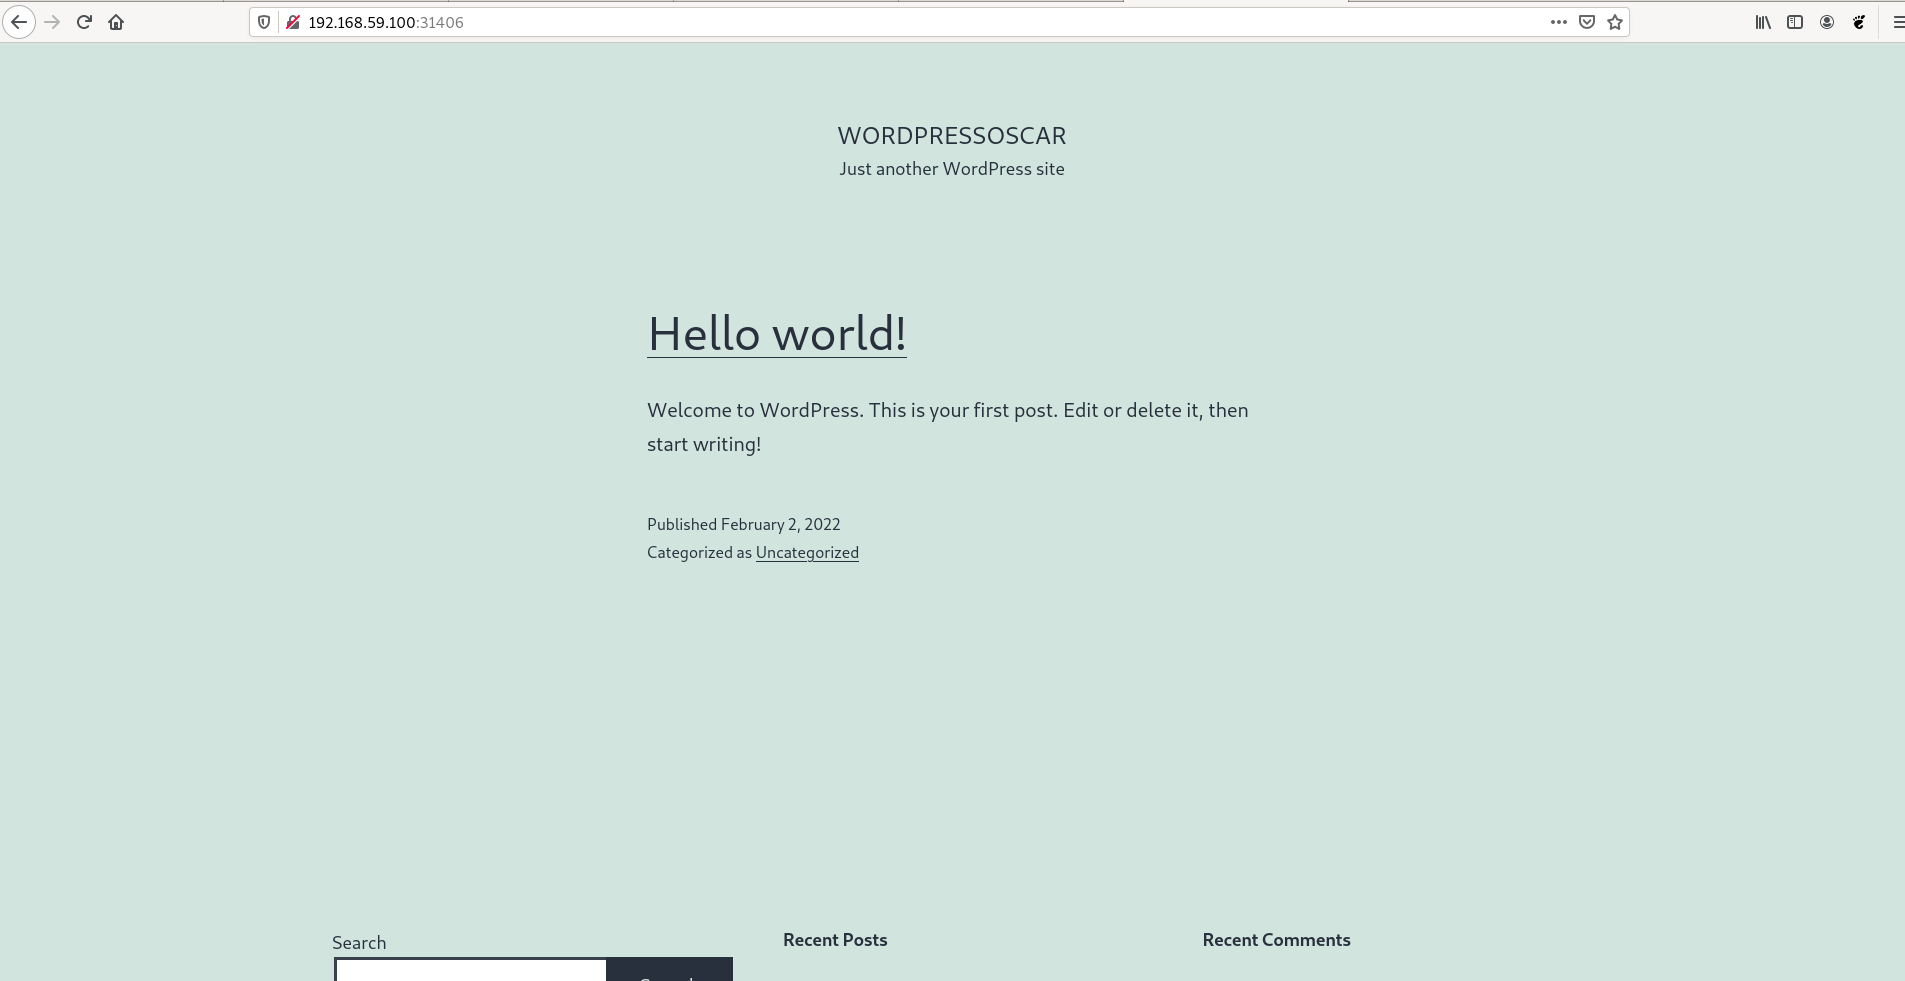 192.168.59.100:31406
WORDPRESSOSCAR
Just another WordPress site
Hello world!
Welcome to WordPress. This is your first post. Edit or delete it, then
start writing!
Published February 2, 2022
Categorized as Uncategorized
Search
Recent Posts
Recent Comments